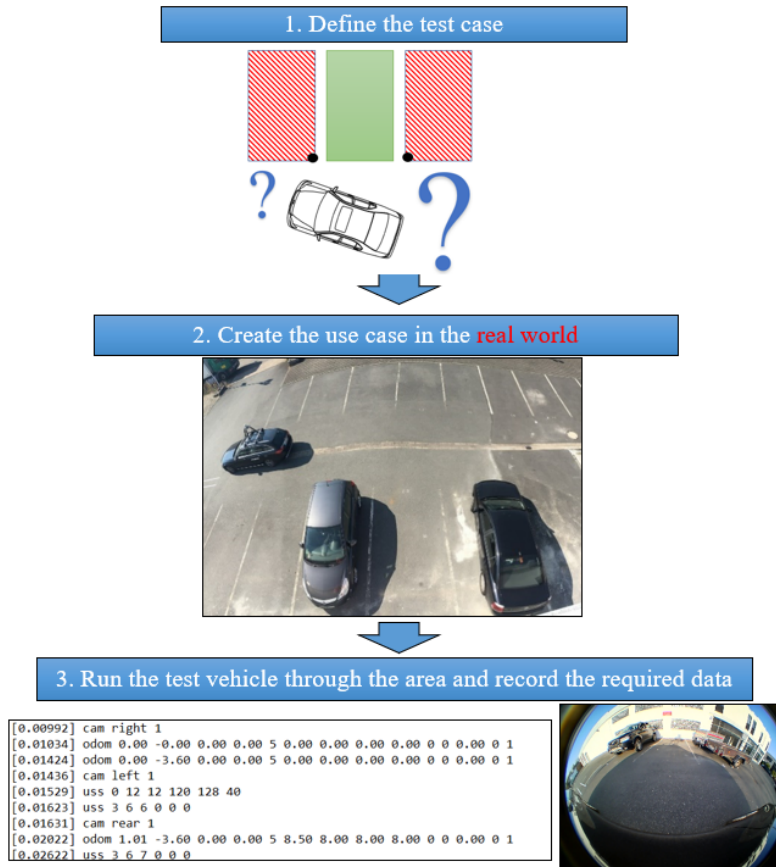 1. Define the test case
? ?
2. Create the use case in the real world
3. Run the test vehicle through the area and record the required data
[0.00992] cam right 1
[0.01034] odom 0.00 -0.00 0.00 0.00 5 0.00 0.00 0.00 0.00 0 0 0.00 0 1
[0.01424] odom 0.00 -3.60 0.00 0.00 5 0.00 0.00 0.00 0.00 0 0 0.00 0 1
[0.01436] cam left 1
[0.01529] uss 0 12 12 120 128 40
[0.01623] uss 3 6 6 0 0 0
[0.01631] cam rear 1
[0.02022] odom 1.01 -3.60 0.00 0.00 5 8.50 8.00 8.00 8.00 0 0 0.00 0 1
[0.02622] uss 3 6 7 0 0 0